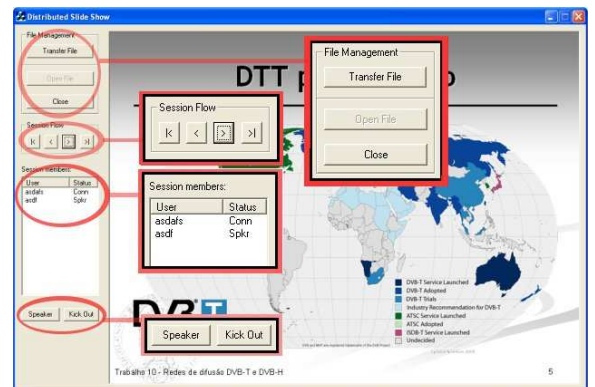 Distributed Slide Show
File Management
Transfer File
Open File
Close
Session Flow
|< < > >|
Session members:
User Status
asdafs Conn
asdf Spkr
Speaker Kick Out
DTT p
o
File Management
Transfer File
Open File
Close
Session Flow
|< < > >|
Session members:
User Status
asdafs Conn
asdf Spkr
Speaker Kick Out
DVB T
DVB-T Service Launched
DVB-T Adopted
DVB-T Trials
Industry Recommendation for DVB-T
ATSC Service Launched
ATSC Adopted
ISDB-T Service Launched
Undecided
Trabalho 10 - Redes de difusão DVB-T e DVB-H
5